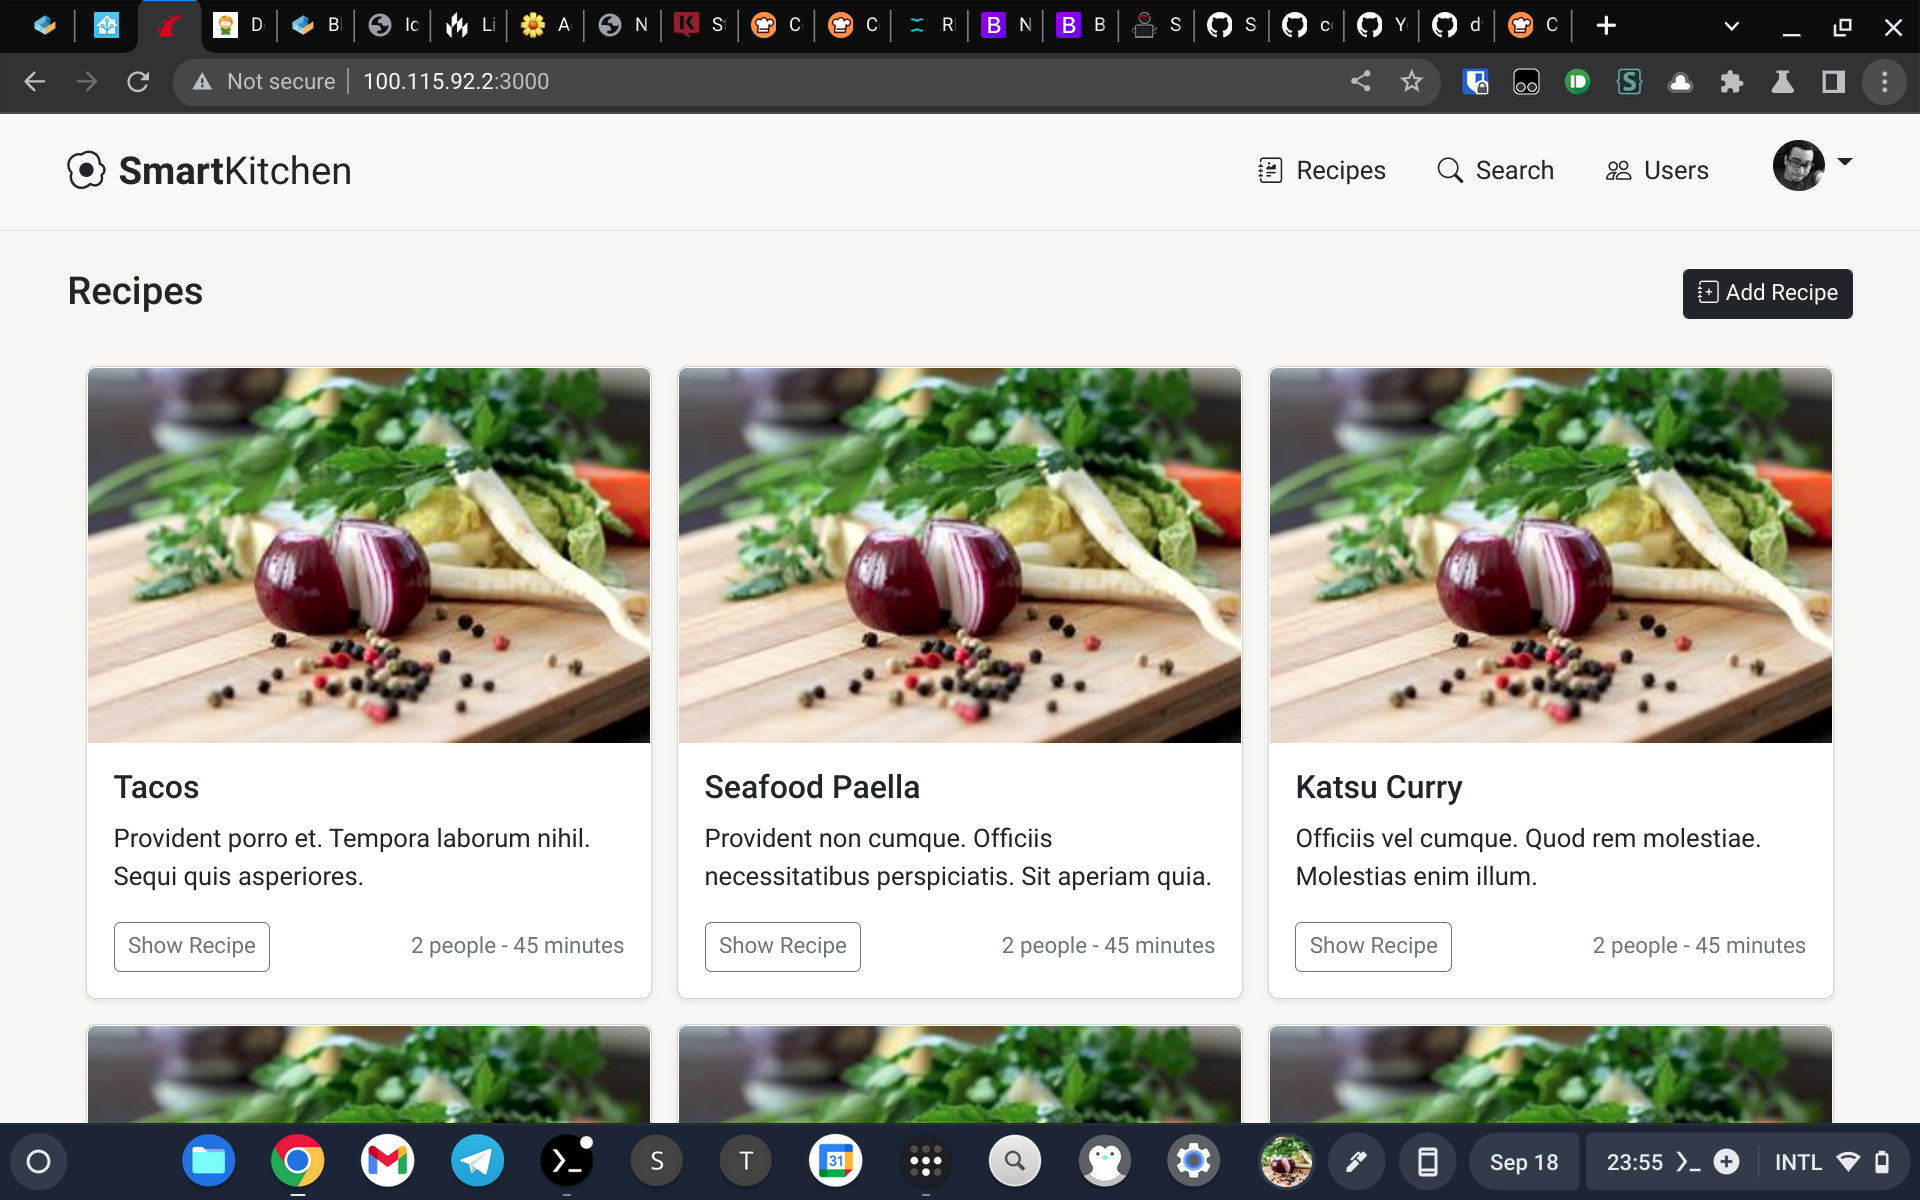 D
B
Ic
Li
A
N
S
C
C
R
N
B
S
c
Y
d
C
Not secure
100.115.92.2:3000
SmartKitchen
Recipes
Search
Users
Recipes
Add Recipe
Tacos
Provident porro et. Tempora laborum nihil.
Sequi quis asperiores.
Show Recipe
2 people - 45 minutes
Seafood Paella
Provident non cumque. Officiis
necessitatibus perspiciatis. Sit aperiam quia.
Show Recipe
2 people - 45 minutes
Katsu Curry
Officiis vel cumque. Quod rem molestiae.
Molestias enim illum.
Show Recipe
2 people - 45 minutes
S
T
31
Sep 18
23:55
INTL